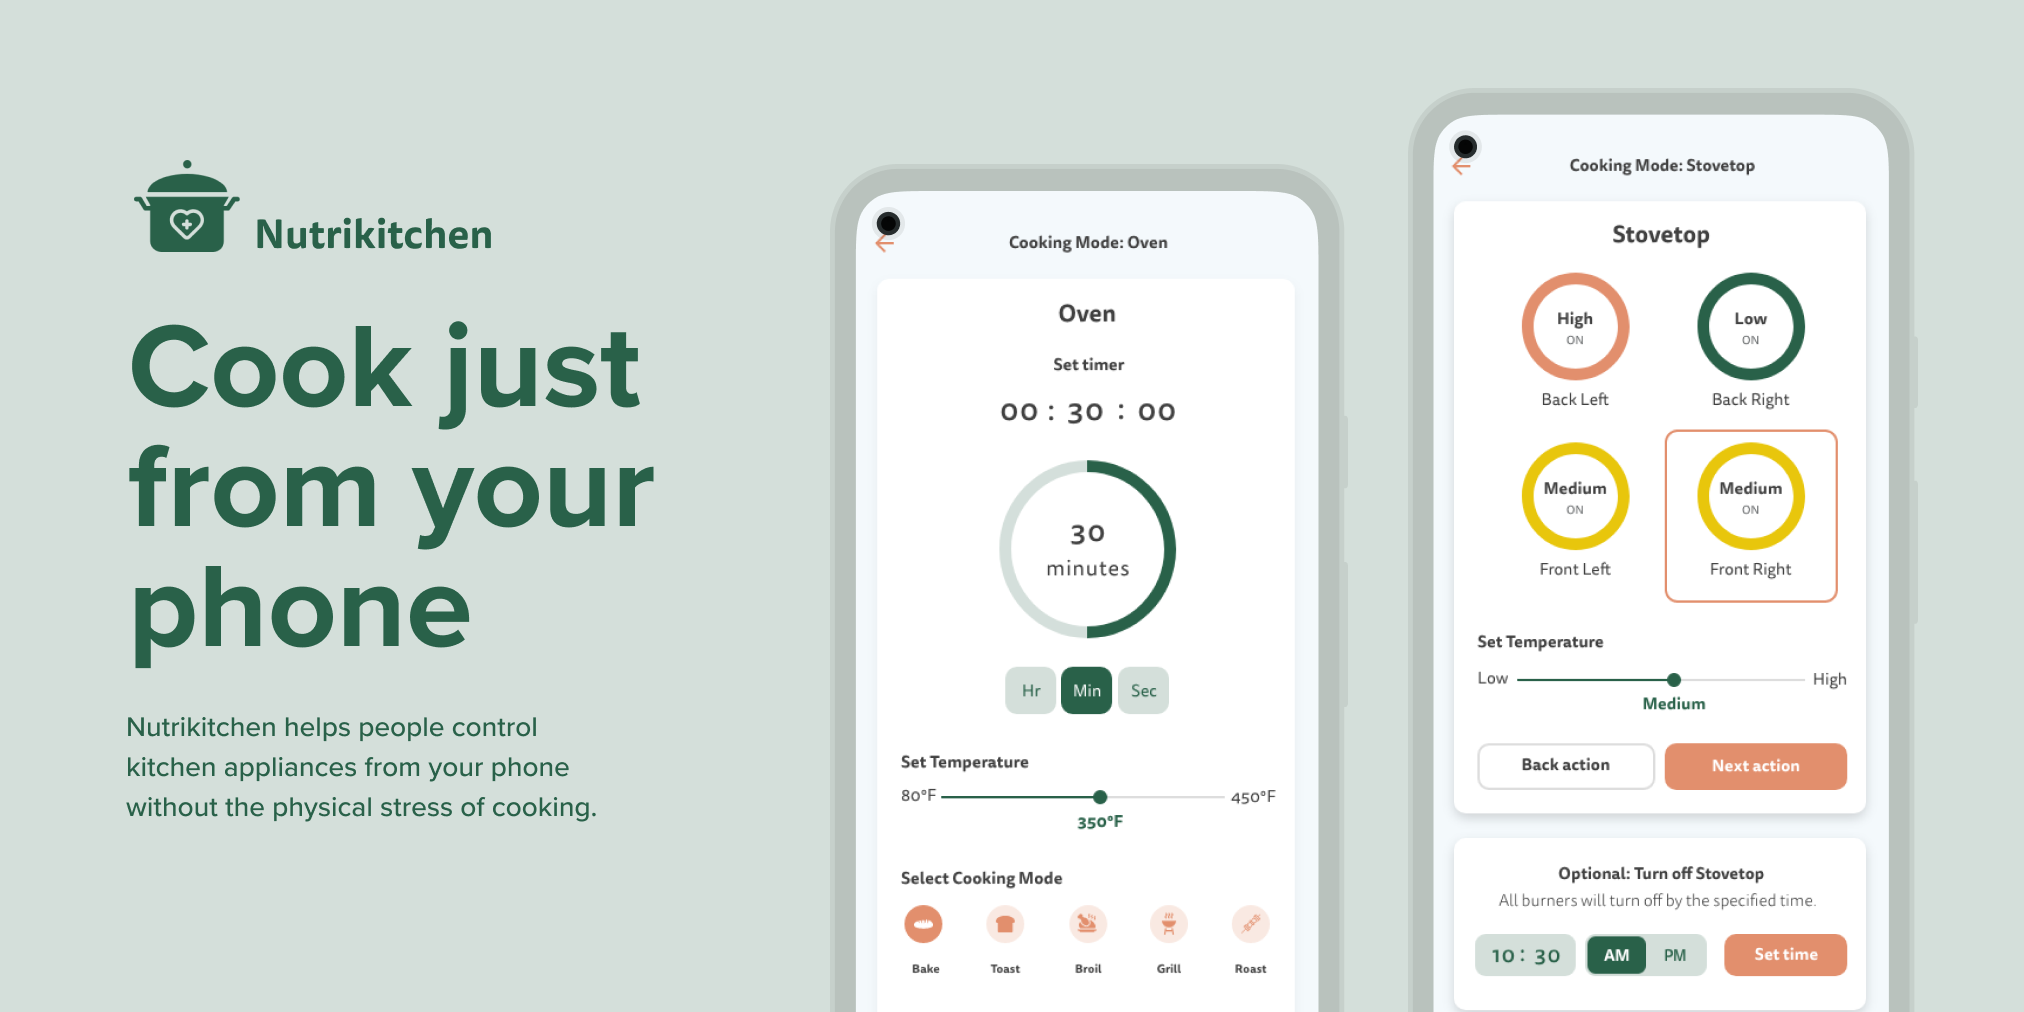 Nutrikitchen
Cook just
from your
phone
Nutrikitchen helps people control
kitchen appliances from your phone
without the physical stress of cooking.
Cooking Mode: Oven
Oven
Set timer
00 : 30 : 00
30
minutes
Hr Min Sec
Set Temperature
80°F 450°F
350°F
Select Cooking Mode
Bake Toast Broil Grill Roast
Cooking Mode: Stovetop
Stovetop
High Low
ON ON
Back Left Back Right
Medium Medium
ON ON
Front Left Front Right
Set Temperature
Low High
Medium
Back action Next action
Optional: Turn off Stovetop
All burners will turn off by the specified time.
10 : 30 AM PM Set time